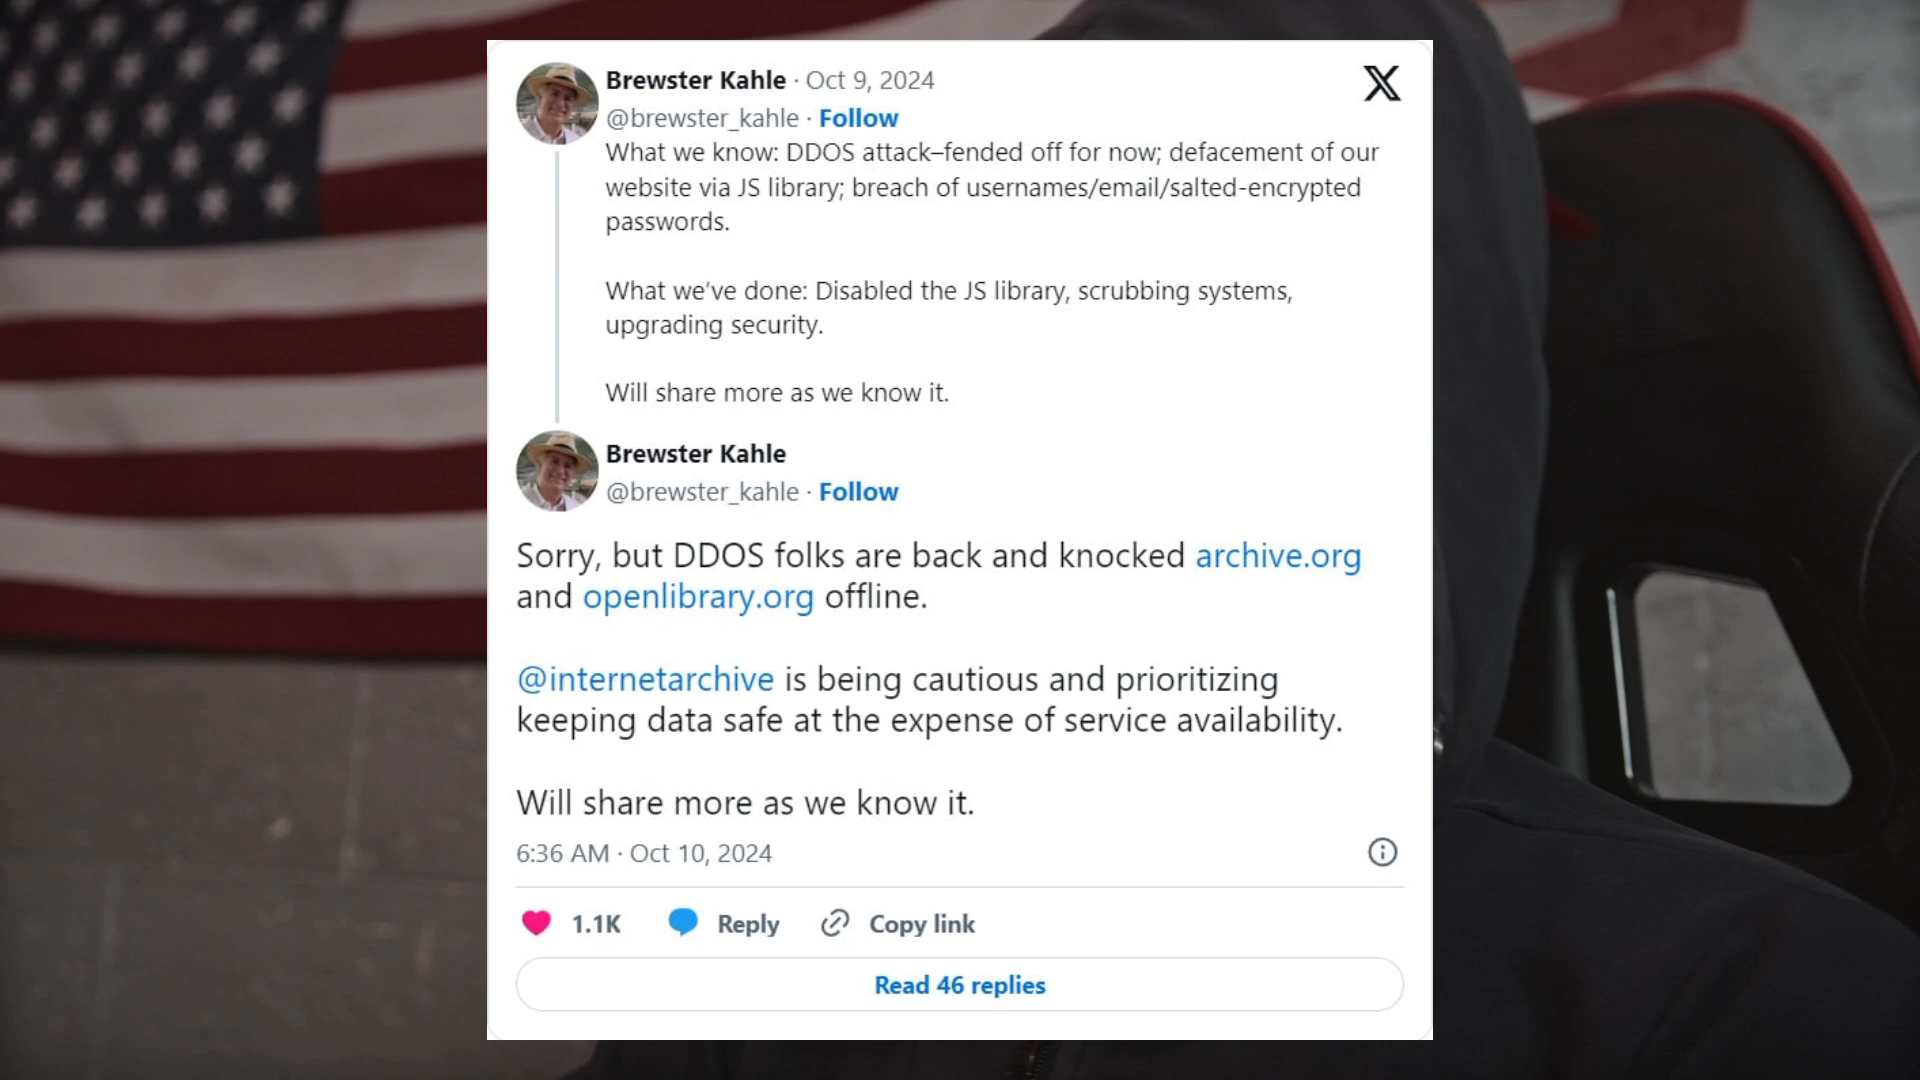 Brewster Kahle · Oct 9, 2024
@brewster_kahle · Follow
What we know: DDOS attack–fended off for now; defacement of our
website via JS library; breach of usernames/email/salted-encrypted
passwords.
What we’ve done: Disabled the JS library, scrubbing systems,
upgrading security.
Will share more as we know it.
Brewster Kahle
@brewster_kahle · Follow
Sorry, but DDOS folks are back and knocked archive.org
and openlibrary.org offline.
@internetarchive is being cautious and prioritizing
keeping data safe at the expense of service availability.
Will share more as we know it.
6:36 AM · Oct 10, 2024
1.1K Reply Copy link
Read 46 replies